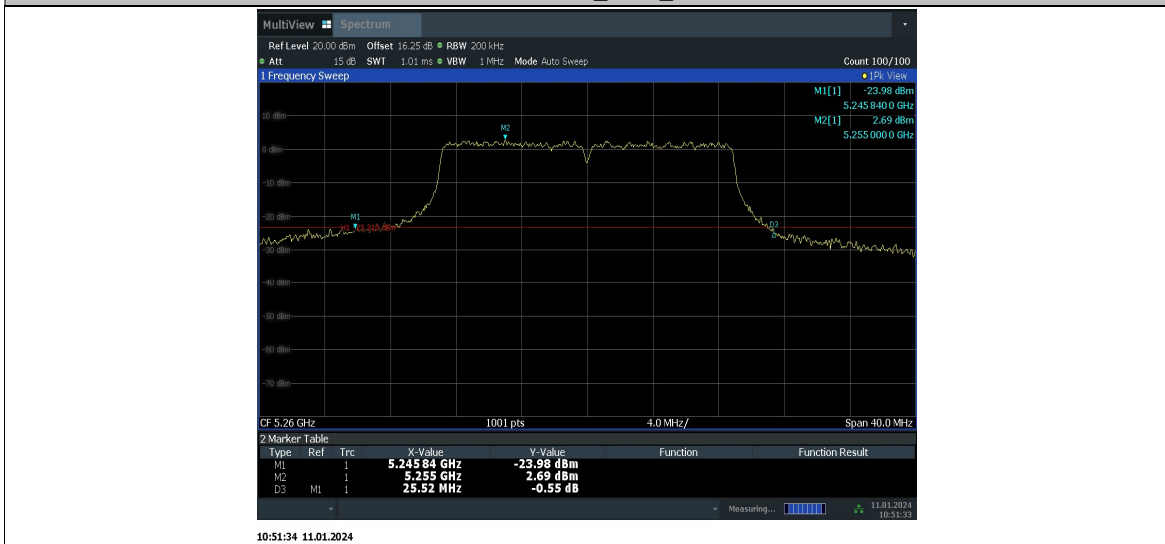 MultiView Spectrum
Ref Level 20.00 dBm Offset 16.25 dB RBW 200 kHz
Att 15 dB SWT 1.01 ms VBW 1 MHz Mode Auto Sweep Count 100/100
1 Frequency Sweep 1Pk View
M1[1] -23.98 dBm
5.245 840 0 GHz
M2[1] 2.69 dBm
5.255 000 0 GHz
10 dBm
M2
0 dBm
-10 dBm
-20 dBm
M1
D3
-30 dBm
-40 dBm
-50 dBm
-60 dBm
-70 dBm
CF 5.26 GHz 1001 pts 4.0 MHz/ Span 40.0 MHz
2 Marker Table
Type Ref Trc X-Value Y-Value Function Function Result
M1 1 5.245 84 GHz -23.98 dBm
M2 1 5.255 GHz 2.69 dBm
D3 M1 1 25.52 MHz -0.55 dB
Measuring... 11.01.2024
10:51:33
10:51:34 11.01.2024